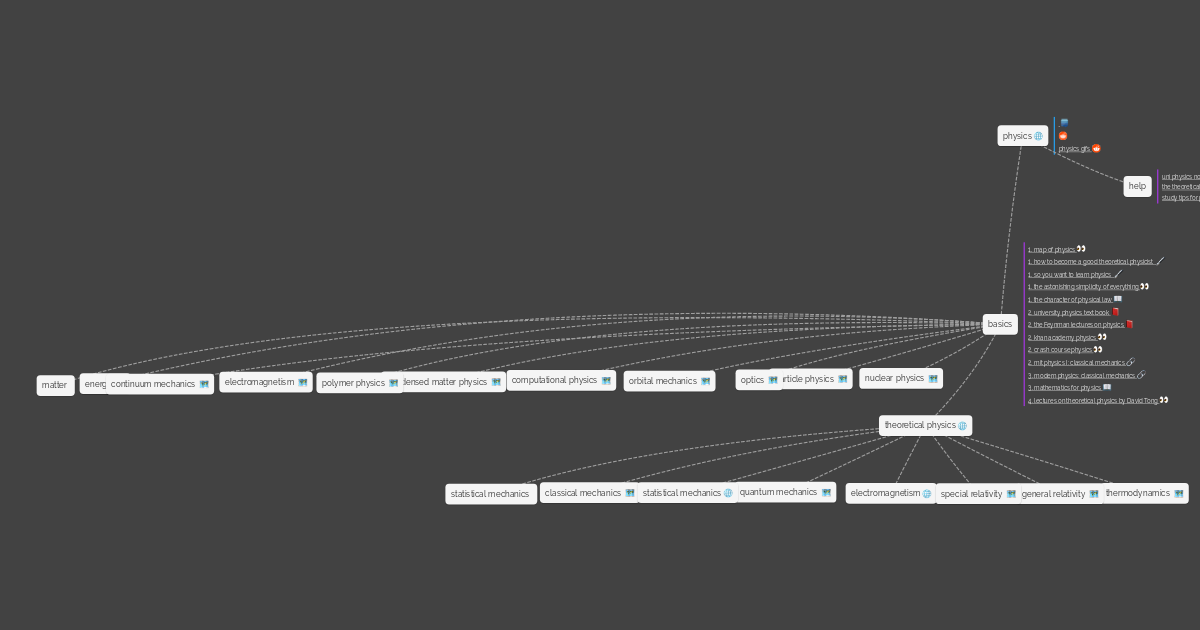 physics
physics gifs
help
uni physics
the theoretical
study tips for
1. map of physics
1. how to become a good theoretical physicist
1. so you want to learn physics
1. the astonishing simplicity of everything
1. the character of physical law
2. university physics text book
2. the Feynman lectures on physics
2. khan academy physics
2. crash course physics
2. mit physics I: classical mechanics
3. modern physics: classical mechanics
3. mathematics for physics
4. lectures on theoretical physics by David Tong
basics
matter
energ
continuum mechanics
electromagnetism
polymer physics
matter physics
computational physics
orbital mechanics
optics
physics
nuclear physics
theoretical physics
statistical mechanics
classical mechanics
statistical mechanics
quantum mechanics
electromagnetism
special relativity
general relativity
thermodynamics